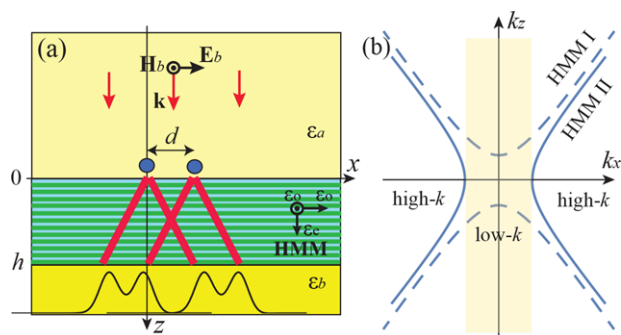 (a)
H_b
E_b
k
ε_a
d
x
0
ε_o
ε_o
ε_e
HMM
h
ε_b
z
(b)
k_z
HMM I
HMM II
k_x
high-k
high-k
low-k